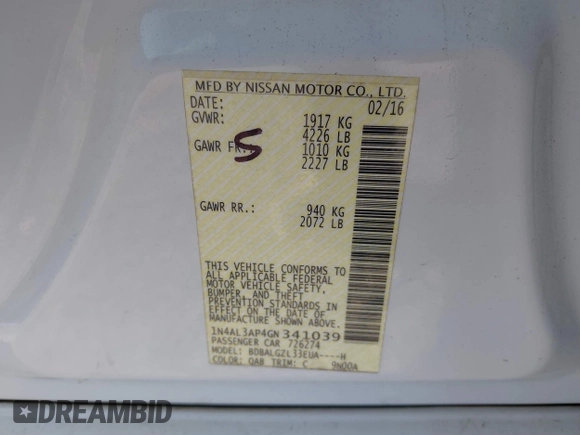 MFD BY NISSAN MOTOR CO., LTD.
DATE: 02/16
GVWR: 1917 KG
4226 LB
GAWR FR.: S 1010 KG
2227 LB
GAWR RR.: 940 KG
2072 LB
THIS VEHICLE CONFORMS TO
ALL APPLICABLE FEDERAL
MOTOR VEHICLE SAFETY,
BUMPER, AND THEFT
PREVENTION STANDARDS IN
EFFECT ON THE DATE OF
MANUFACTURE SHOWN ABOVE.
1N4AL3AP4GN341039
PASSENGER CAR 726274
MODEL: BDBALGZL33EUA----H
COLOR: QAB TRIM: C 9N00A
DREAMBID